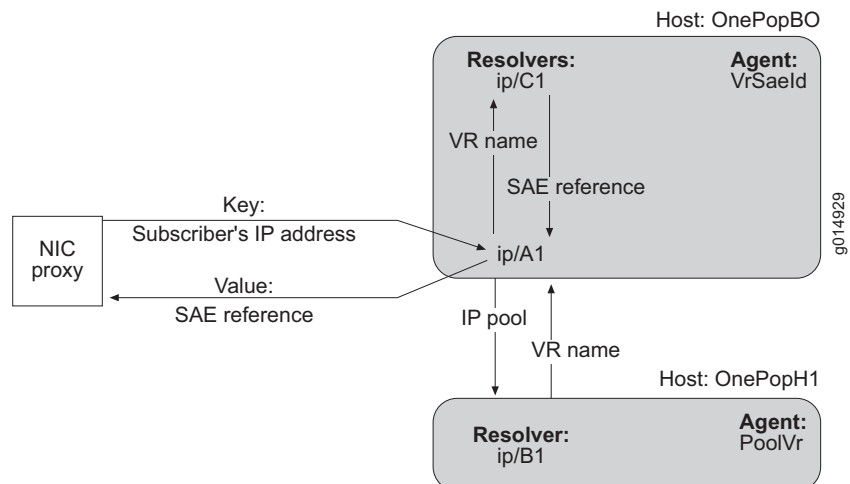 Host: OnePopBO
Resolvers:
ip/C1
Agent:
VrSaeId
VR name
SAE reference
Key:
Subscriber's IP address
NIC
proxy
ip/A1
Value:
SAE reference
IP pool
VR name
g014929
Host: OnePopH1
Resolver:
ip/B1
Agent:
PoolVr